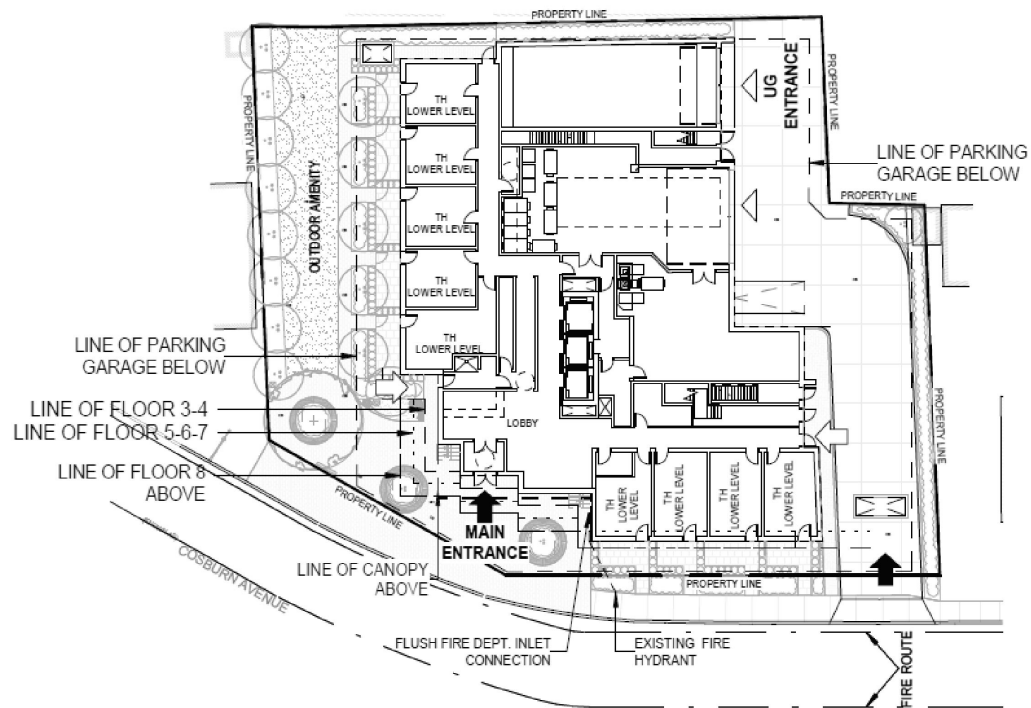 PROPERTY LINE
PROPERTY LINE
PROPERTY LINE
UG
ENTRANCE
TH
LOWER LEVEL
TH
LOWER LEVEL
TH
LOWER LEVEL
TH
LOWER LEVEL
TH
LOWER LEVEL
OUTDOOR AMENITY
LINE OF PARKING
GARAGE BELOW
PROPERTY LINE
LINE OF PARKING
GARAGE BELOW
LINE OF FLOOR 3-4
LINE OF FLOOR 5-6-7
LINE OF FLOOR 8
ABOVE
LOBBY
PROPERTY LINE
TH
LOWER
LEVEL
TH
LOWER LEVEL
TH
LOWER LEVEL
TH
LOWER LEVEL
PROPERTY LINE
MAIN
ENTRANCE
LINE OF CANOPY
ABOVE
PROPERTY LINE
COSBURN AVENUE
FLUSH FIRE DEPT. INLET
CONNECTION
EXISTING FIRE
HYDRANT
FIRE ROUTE